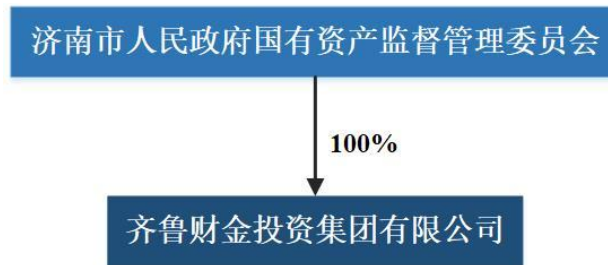 济南市人民政府国有资产监督管理委员会
100%
齐鲁财金投资集团有限公司